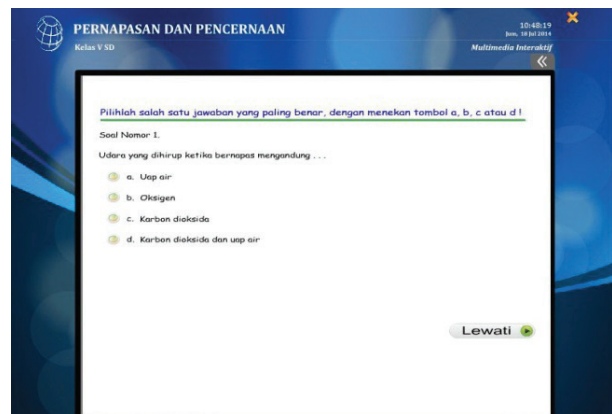 PERNAPASAN DAN PENCERNAAN
Kelas V SD
10:48:19
Jum, 18 Jul 2014
Multimedia Interaktif
Pilihlah salah satu jawaban yang paling benar, dengan menekan tombol a, b, c atau d !
Soal Nomor 1.
Udara yang dihirup ketika bernapas mengandung . . .
a. Uap air
b. Oksigen
c. Karbon dioksida
d. Karbon dioksida dan uap air
Lewati